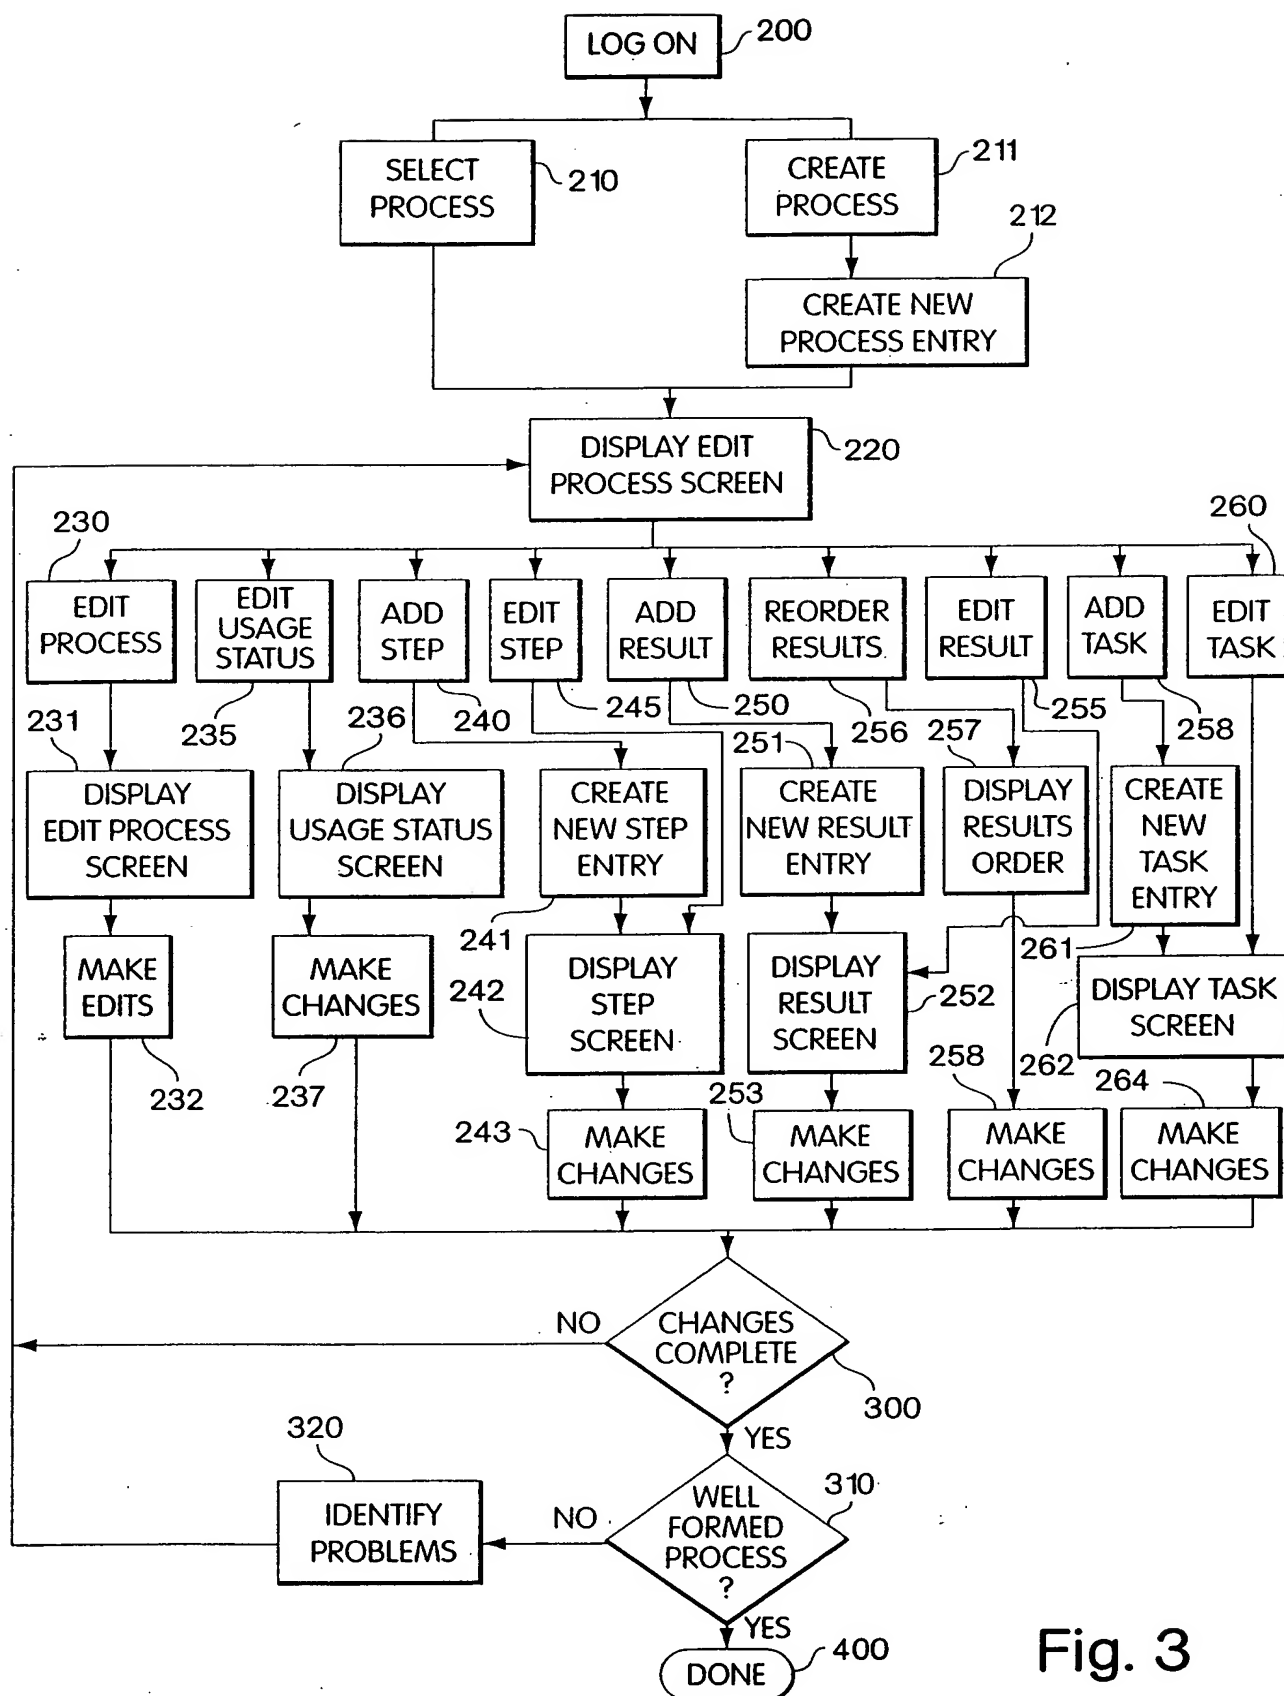 LOG ON
200
SELECT
PROCESS
210
CREATE
PROCESS
211
212
CREATE NEW
PROCESS ENTRY
DISPLAY EDIT
PROCESS SCREEN
220
230
260
EDIT
PROCESS
EDIT
USAGE
STATUS
ADD
STEP
EDIT
STEP
ADD
RESULT
REORDER
RESULTS
EDIT
RESULT
ADD
TASK
EDIT
TASK
231
235
236
240
245
250
251
256
257
255
258
DISPLAY
EDIT PROCESS
SCREEN
DISPLAY
USAGE STATUS
SCREEN
CREATE
NEW STEP
ENTRY
CREATE
NEW RESULT
ENTRY
DISPLAY
RESULTS
ORDER
CREATE
NEW
TASK
ENTRY
241
261
MAKE
EDITS
MAKE
CHANGES
242
DISPLAY
STEP
SCREEN
DISPLAY
RESULT
SCREEN
252
DISPLAY TASK
SCREEN
262
232
237
243
253
258
264
MAKE
CHANGES
MAKE
CHANGES
MAKE
CHANGES
MAKE
CHANGES
NO
CHANGES
COMPLETE
?
300
YES
320
IDENTIFY
PROBLEMS
NO
WELL
FORMED
PROCESS
?
310
YES
DONE
400
Fig. 3